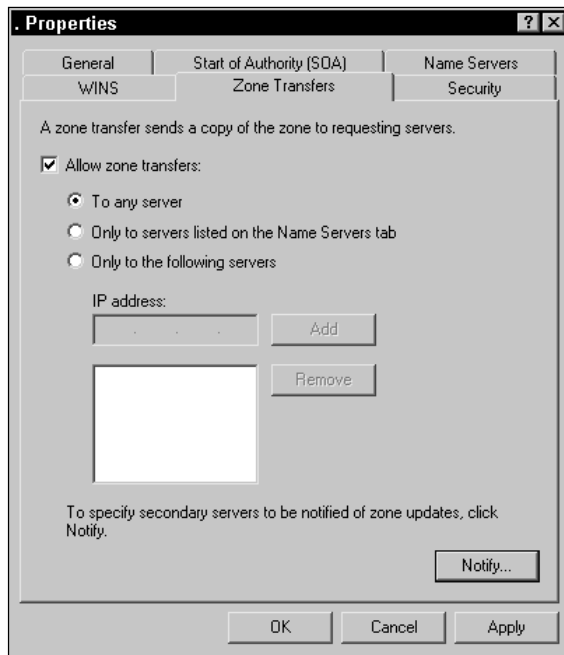 . Properties
? ×
General
Start of Authority (SOA)
Name Servers
WINS
Zone Transfers
Security
A zone transfer sends a copy of the zone to requesting servers.
Allow zone transfers:
To any server
Only to servers listed on the Name Servers tab
Only to the following servers
IP address:
. . .
Add
Remove
To specify secondary servers to be notified of zone updates, click
Notify.
Notify...
OK
Cancel
Apply